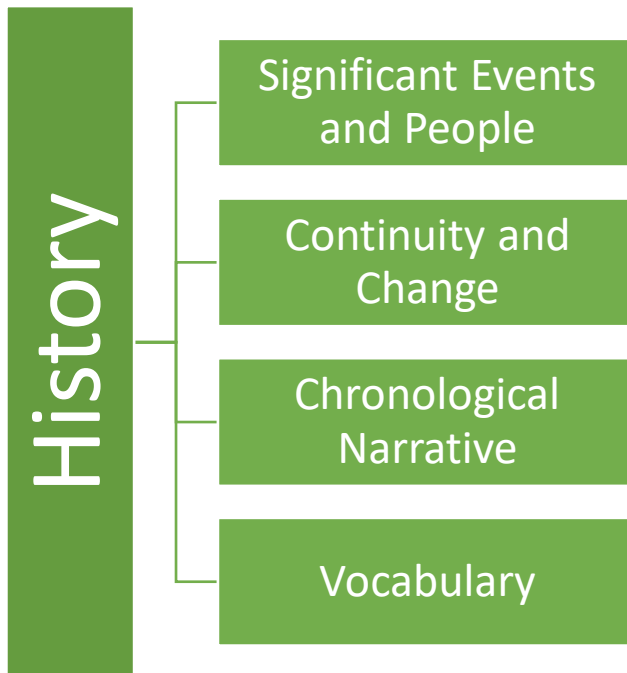 History
Significant Events
and People
Continuity and
Change
Chronological
Narrative
Vocabulary